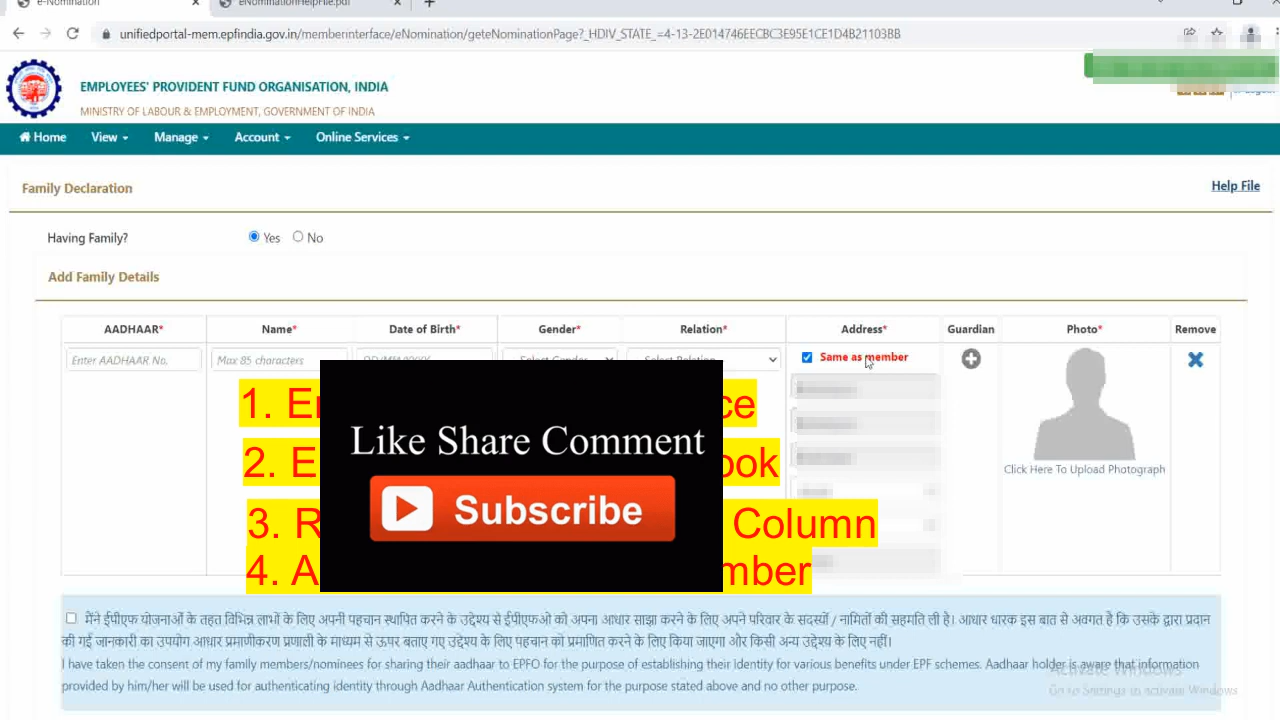 e-Nomination
eNominationHelpFile.pdf
unifiedportal-mem.epfindia.gov.in/memberinterface/eNomination/geteNominationPage?_HDIV_STATE_=4-13-2E014746EECBC3E95E1CE1D4B21103BB
EMPLOYEES' PROVIDENT FUND ORGANISATION, INDIA
MINISTRY OF LABOUR & EMPLOYMENT, GOVERNMENT OF INDIA
Home View Manage Account Online Services
Family Declaration
Help File
Having Family? Yes No
Add Family Details
AADHAAR* Name* Date of Birth* Gender* Relation* Address* Guardian Photo* Remove
Enter AADHAAR No. Max 85 characters Select Gender Select Relation Same as member
Click Here To Upload Photograph
1. 
2. 
3. Column
4. 
Like Share Comment
Subscribe
मैंने ईपीएफ योजनाओं के तहत विभिन्न लाभों के लिए अपनी पहचान स्थापित करने के उद्देश्य से ईपीएफओ को अपना आधार साझा करने के लिए अपने परिवार के सदस्यों / नामितों की सहमति ली है। आधार धारक इस बात से अवगत है कि उसके द्वारा प्रदान
की गई जानकारी का उपयोग आधार प्रमाणीकरण प्रणाली के माध्यम से ऊपर बताए गए उद्देश्य के लिए पहचान को प्रमाणित करने के लिए किया जाएगा और किसी अन्य उद्देश्य के लिए नहीं।
I have taken the consent of my family members/nominees for sharing their aadhaar to EPFO for the purpose of establishing their Identity for various benefits under EPF schemes. Aadhaar holder is aware that information
provided by him/her will be used for authenticating identity through Aadhaar Authentication system for the purpose stated above and no other purpose.
Activate Windows
Go to Settings to activate Windows